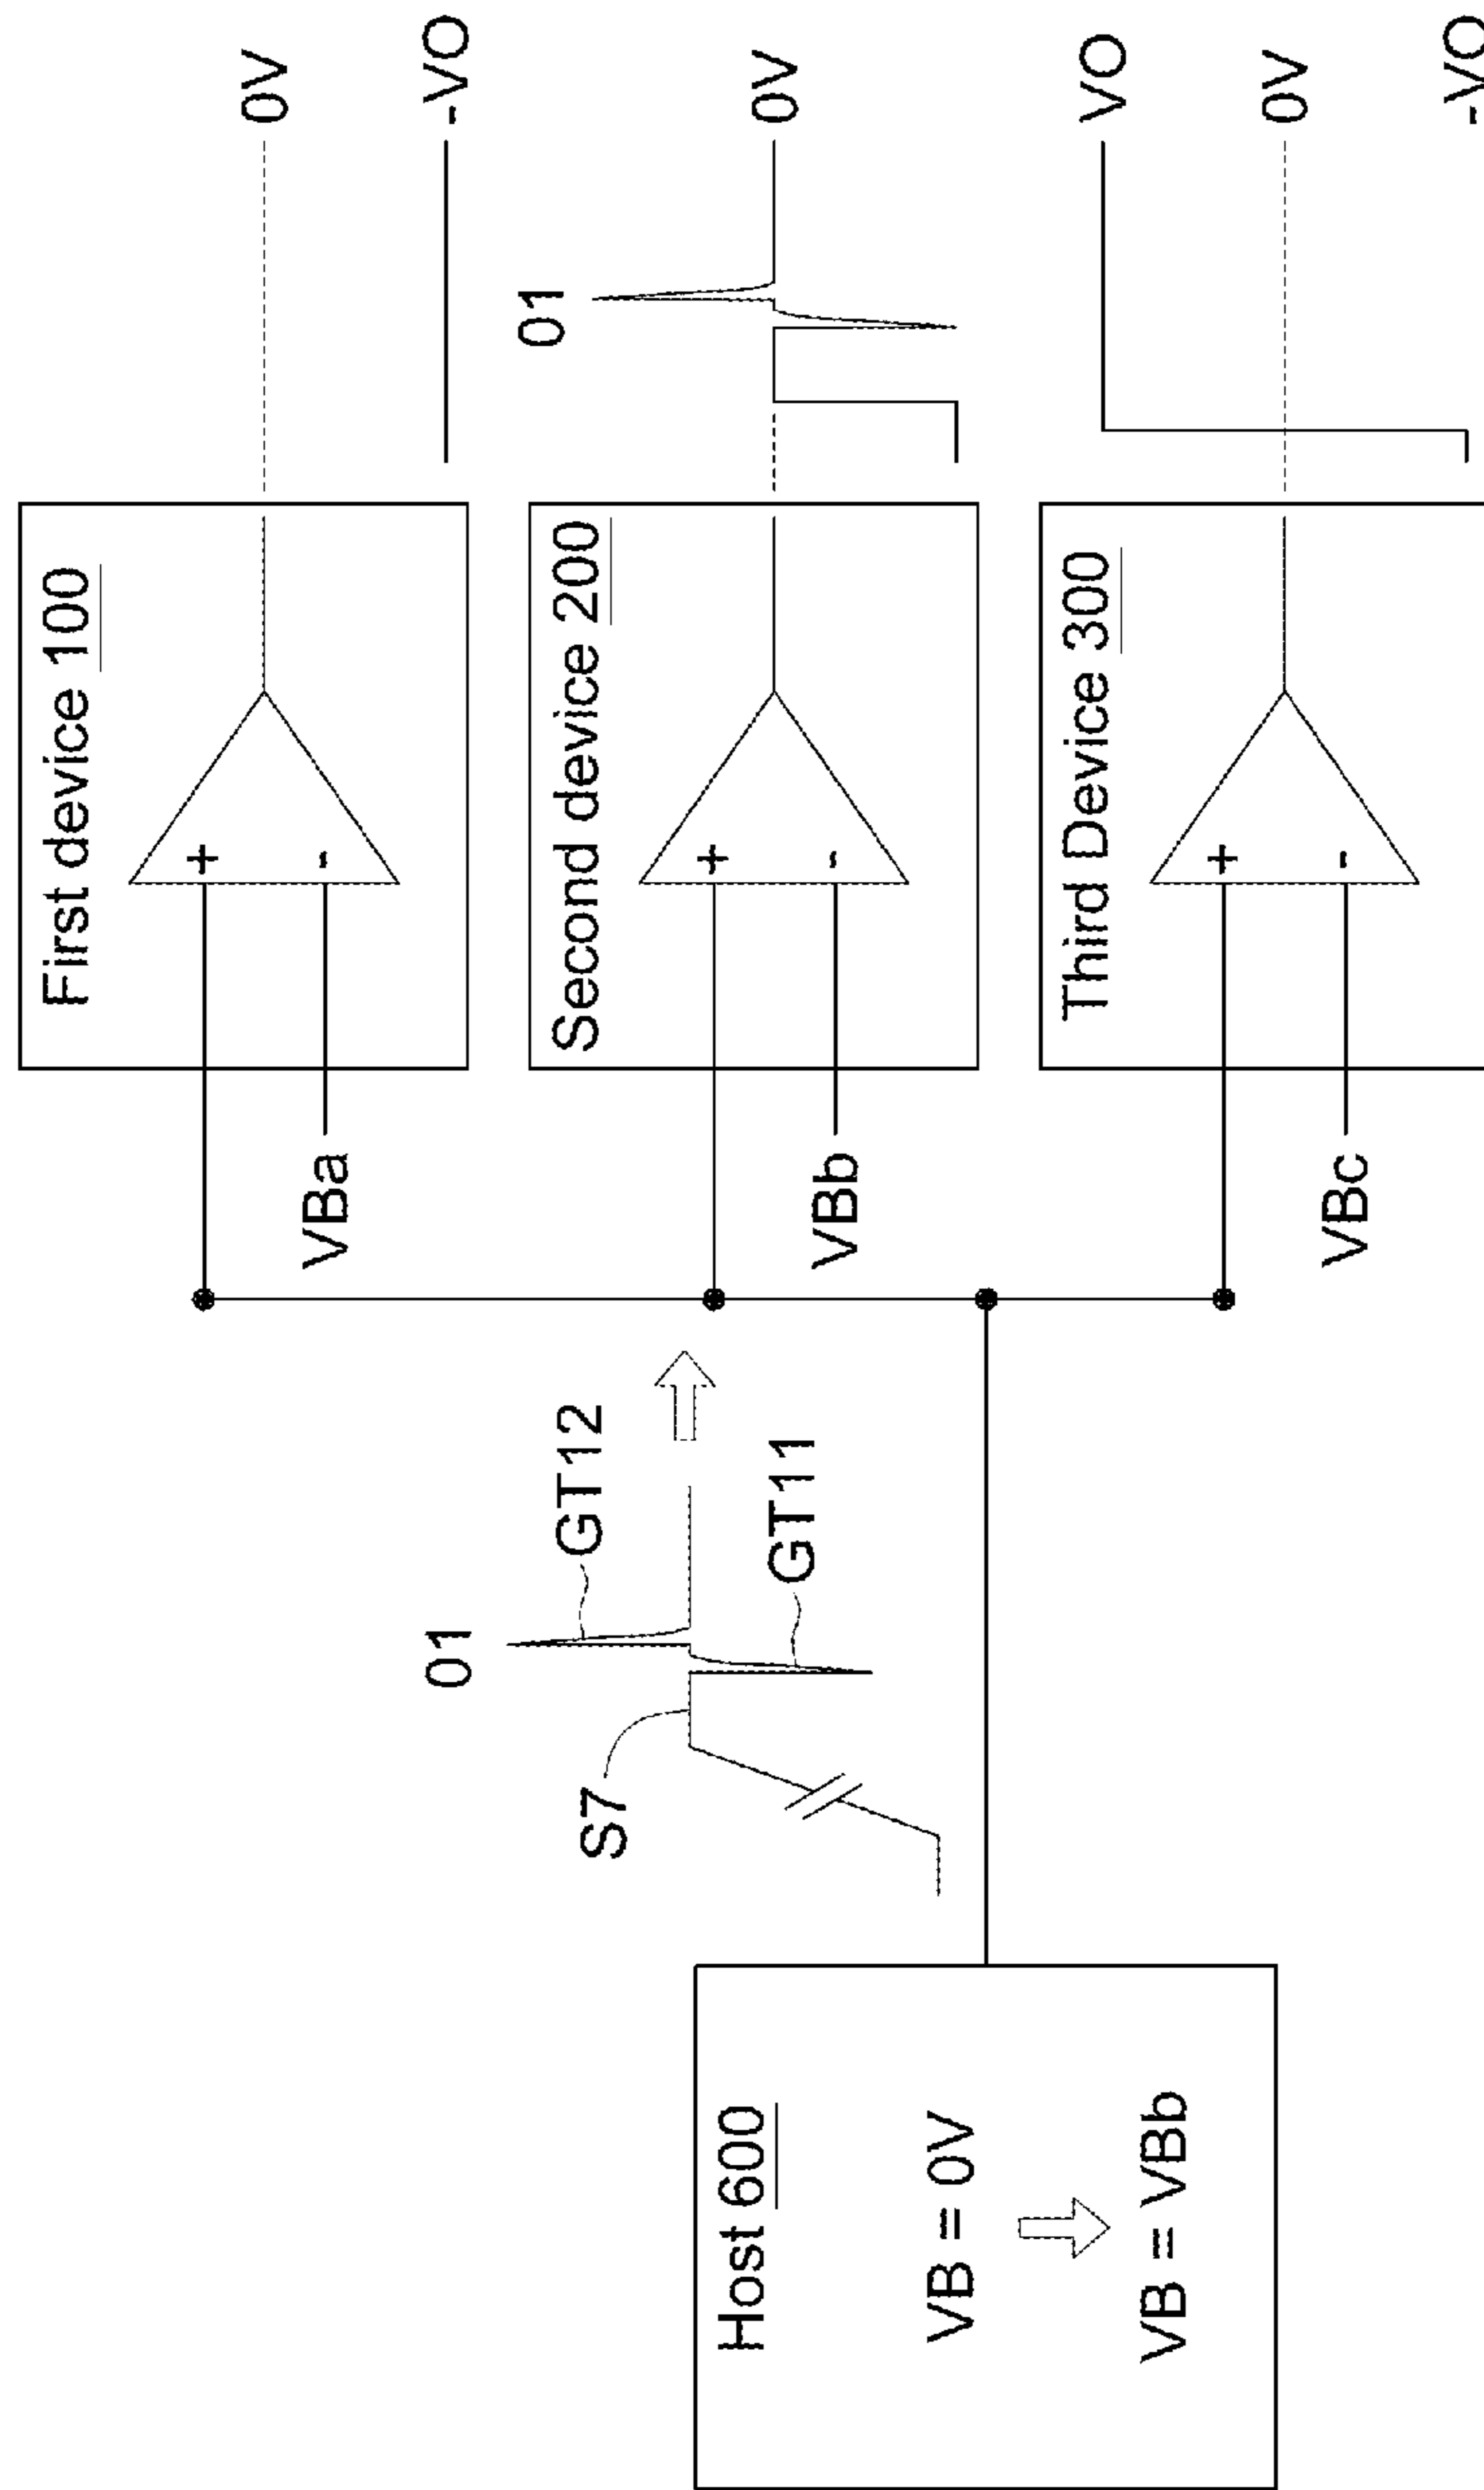 Host 600
VB = 0V
VB = VBb
S7
01
GT12
GT11
First device 100
+
-
VBa
0V
-VO
Second device 200
+
-
VBb
01
0V
Third Device 300
+
-
VBc
VO
0V
-VO